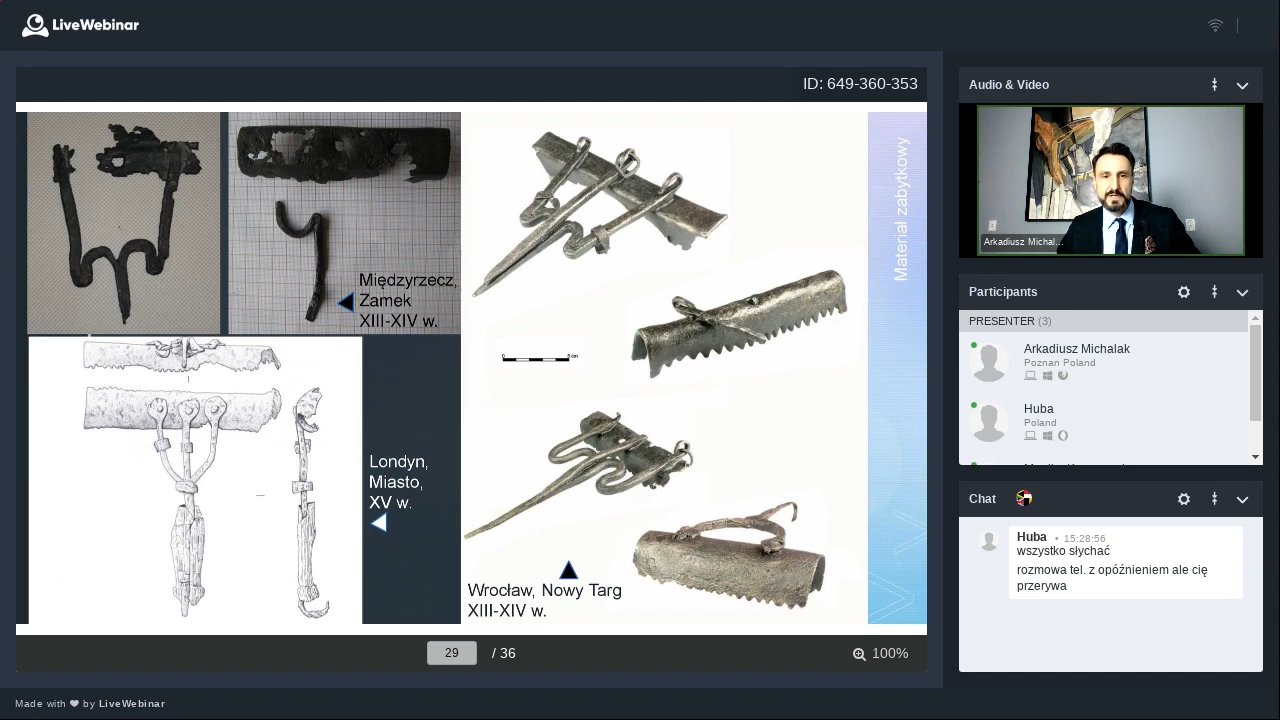 LiveWebinar
ID: 649-360-353
Międzyrzecz,
Zamek
XIII-XIV w.
Londyn,
Miasto,
XV w.
5 cm
Wrocław, Nowy Targ
XIII-XIV w.
Materiał zabytkowy
29 / 36
100%
Audio & Video
Arkadiusz Michal...
Participants
PRESENTER (3)
Arkadiusz Michalak
Poznan Poland
Huba
Poland
Chat
Huba • 15:28:56
wszystko słychać
rozmowa tel. z opóźnieniem ale cię
przerywa
Made with ❤ by LiveWebinar